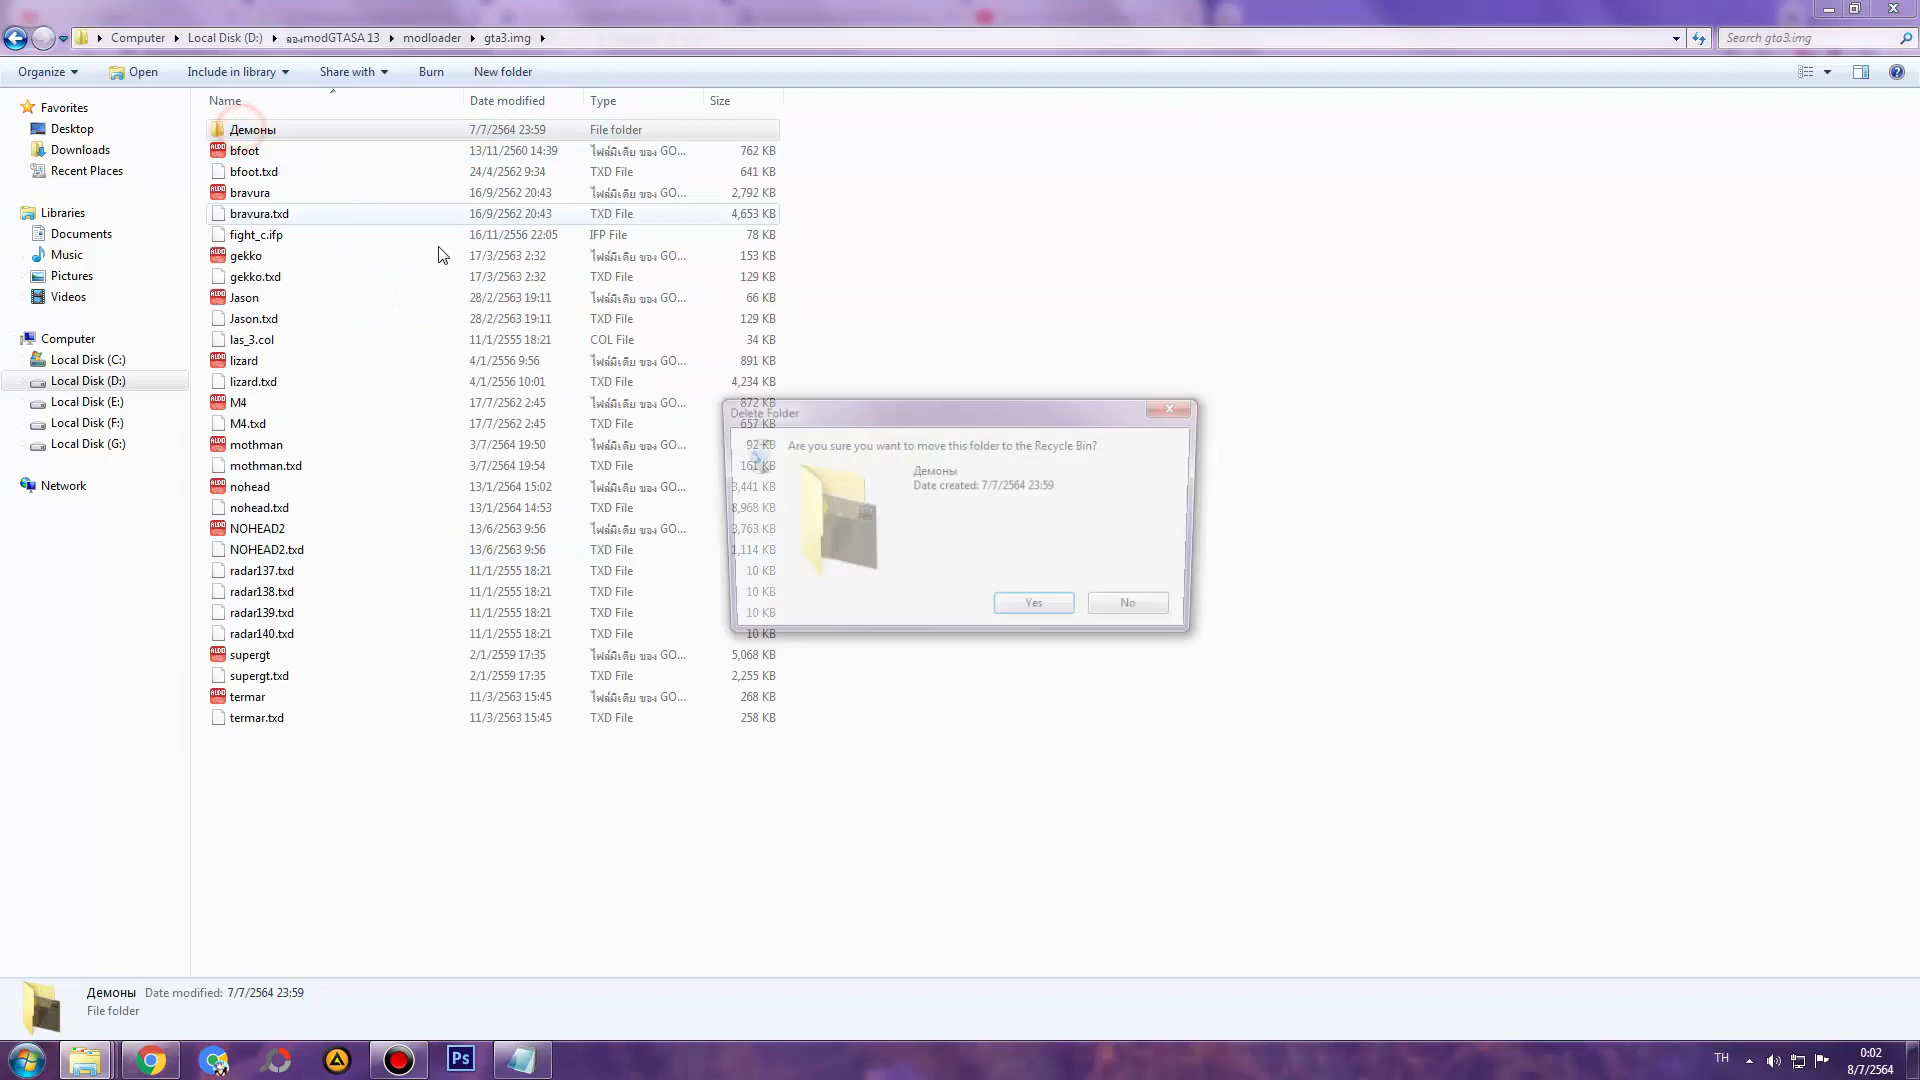 Computer Local Disk (D:) ลองmodGTASA 13 modloader gta3.img Search gta3.img
Organize Open Include in library Share with Burn New folder
Name Date modified Type Size
Favorites
Desktop
Downloads
Recent Places
Libraries
Documents
Music
Pictures
Videos
Computer
Local Disk (C:)
Local Disk (D:)
Local Disk (E:)
Local Disk (F:)
Local Disk (G:)
Network
Демоны 7/7/2564 23:59 File folder
bfoot 13/11/2560 14:39 ไฟล์มีเดีย ของ GO... 762 KB
bfoot.txd 24/4/2562 9:34 TXD File 641 KB
bravura 16/9/2562 20:43 ไฟล์มีเดีย ของ GO... 2,792 KB
bravura.txd 16/9/2562 20:43 TXD File 4,653 KB
fight_c.ifp 16/11/2556 22:05 IFP File 78 KB
gekko 17/3/2563 2:32 ไฟล์มีเดีย ของ GO... 153 KB
gekko.txd 17/3/2563 2:32 TXD File 129 KB
Jason 28/2/2563 19:11 ไฟล์มีเดีย ของ GO... 66 KB
Jason.txd 28/2/2563 19:11 TXD File 129 KB
las_3.col 11/1/2555 18:21 COL File 34 KB
lizard 4/1/2556 9:56 ไฟล์มีเดีย ของ GO... 891 KB
lizard.txd 4/1/2556 10:01 TXD File 4,234 KB
M4 17/7/2562 2:45 ไฟล์มีเดีย ของ GO... 872 KB
M4.txd 17/7/2562 2:45 TXD File 657 KB
mothman 3/7/2564 19:50 ไฟล์มีเดีย ของ GO... 92 KB
mothman.txd 3/7/2564 19:54 TXD File 161 KB
nohead 13/1/2564 15:02 ไฟล์มีเดีย ของ GO... 3,441 KB
nohead.txd 13/1/2564 14:53 TXD File 8,968 KB
NOHEAD2 13/6/2563 9:56 ไฟล์มีเดีย ของ GO... 3,763 KB
NOHEAD2.txd 13/6/2563 9:56 TXD File 1,114 KB
radar137.txd 11/1/2555 18:21 TXD File 10 KB
radar138.txd 11/1/2555 18:21 TXD File 10 KB
radar139.txd 11/1/2555 18:21 TXD File 10 KB
radar140.txd 11/1/2555 18:21 TXD File 10 KB
supergt 2/1/2559 17:35 ไฟล์มีเดีย ของ GO... 5,068 KB
supergt.txd 2/1/2559 17:35 TXD File 2,255 KB
termar 11/3/2563 15:45 ไฟล์มีเดีย ของ GO... 268 KB
termar.txd 11/3/2563 15:45 TXD File 258 KB
Delete Folder
Are you sure you want to move this folder to the Recycle Bin?
Демоны
Date created: 7/7/2564 23:59
Yes No
Демоны Date modified: 7/7/2564 23:59
File folder
Ps
TH
0:02
8/7/2564